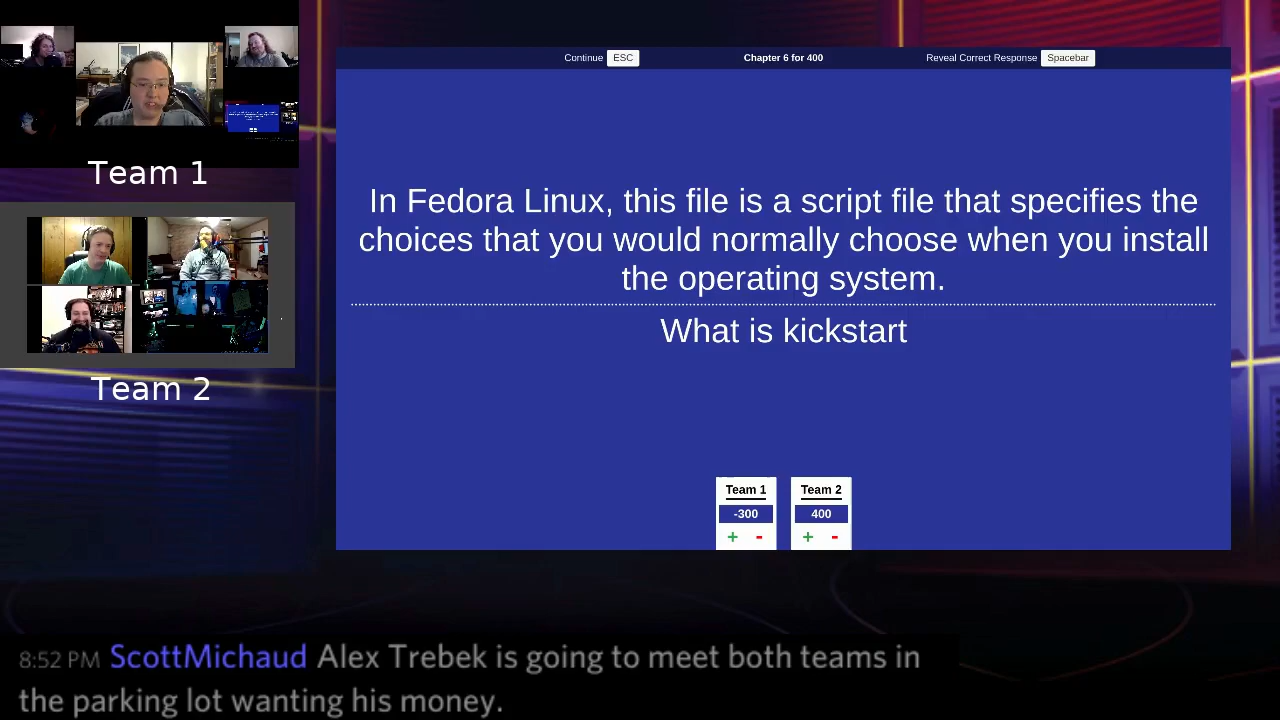 Continue ESC Chapter 6 for 400 Reveal Correct Response Spacebar
Team 1
Team 2
In Fedora Linux, this file is a script file that specifies the
choices that you would normally choose when you install
the operating system.
What is kickstart
Team 1 Team 2
-300 400
+ - + -
8:52 PM ScottMichaud Alex Trebek is going to meet both teams in
the parking lot wanting his money.